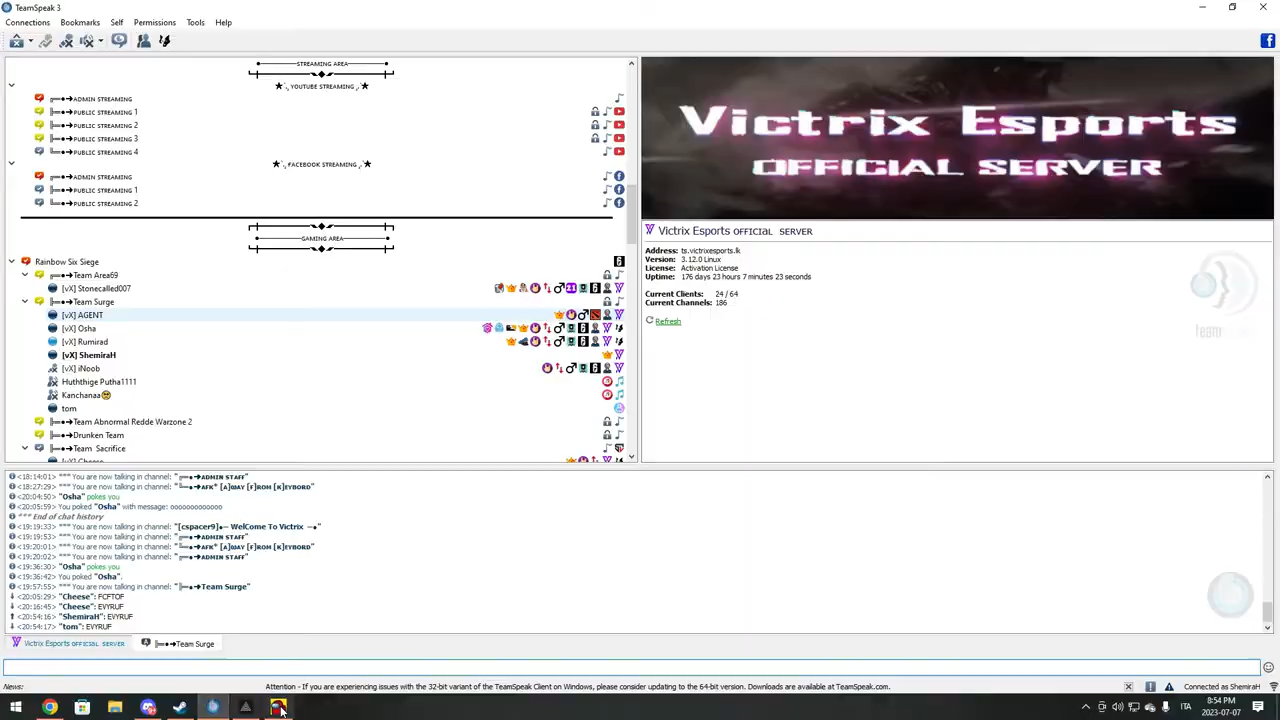 TeamSpeak 3
Connections Bookmarks Self Permissions Tools Help
STREAMING AREA
YOUTUBE STREAMING
ADMIN STREAMING
PUBLIC STREAMING 1
PUBLIC STREAMING 2
PUBLIC STREAMING 3
PUBLIC STREAMING 4
FACEBOOK STREAMING
ADMIN STREAMING
PUBLIC STREAMING 1
PUBLIC STREAMING 2
GAMING AREA
Rainbow Six Siege
╔═●➔Team Area69
[vX] Stonecalled007
╠═●➔Team Surge
[vX] AGENT
[vX] Osha
[vX] Rumirad
[vX] ShemiraH
[vX] iNoob
Huththige Putha1111
Kanchanaa
tom
╠═●➔Team Abnormal Redde Warzone 2
╠═●➔Drunken Team
╠═●➔Team Sacrifice
[vX] Cheese
Victrix Esports
OFFICIAL SERVER
Victrix Esports OFFICIAL SERVER
Address: ts.victrixesports.lk
Version: 3.12.0 Linux
License: Activation License
Uptime: 176 days 23 hours 7 minutes 23 seconds
Current Clients: 24 / 64
Current Channels: 186
Refresh
team
<18:14:01> *** You are now talking in channel: "╔═●➔ADMIN STAFF"
<18:27:29> *** You are now talking in channel: "╚═●➔AFK* [A]WAY [F]ROM [K]EYBORD"
<20:04:50> "Osha" pokes you
<20:05:59> You poked "Osha" with message: oooooooooooo
*** End of chat history
<19:19:33> *** You are now talking in channel: "[cspacer9]●─ WelCome To Victrix ─●"
<19:19:53> *** You are now talking in channel: "╔═●➔ADMIN STAFF"
<19:20:01> *** You are now talking in channel: "╚═●➔AFK* [A]WAY [F]ROM [K]EYBORD"
<19:20:02> *** You are now talking in channel: "╔═●➔ADMIN STAFF"
<19:36:30> "Osha" pokes you
<19:36:42> You poked "Osha".
<19:57:55> *** You are now talking in channel: "╠═●➔Team Surge"
<20:05:29> "Cheese": FCFTOF
<20:16:45> "Cheese": EVYRUF
<20:54:16> "ShemiraH": EVYRUF
<20:54:17> "tom": EVYRUF
Victrix Esports OFFICIAL SERVER ╠═●➔Team Surge
News: Attention - If you are experiencing issues with the 32-bit variant of the TeamSpeak Client on Windows, please consider updating to the 64-bit version. Downloads are available at TeamSpeak.com. Connected as ShemiraH
ITA 8:54 PM
2023-07-07